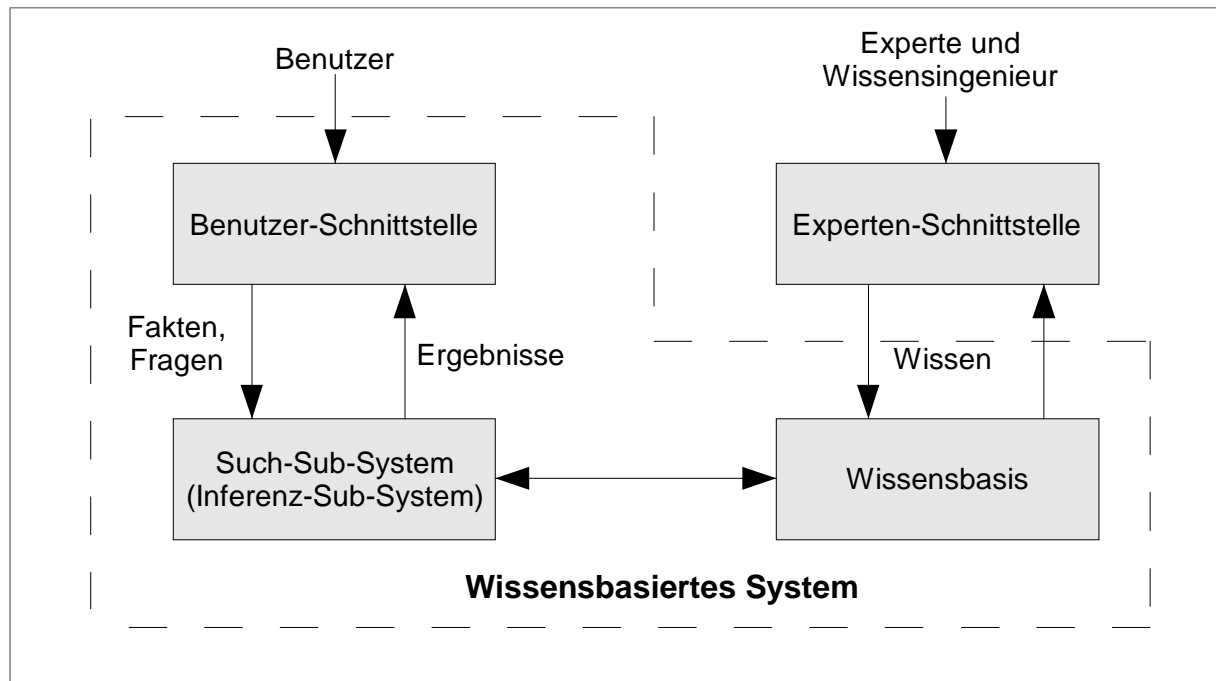 Benutzer
Experte und
Wissensingenieur
Benutzer-Schnittstelle
Experten-Schnittstelle
Fakten,
Fragen
Ergebnisse
Wissen
Such-Sub-System
(Inferenz-Sub-System)
Wissensbasis
Wissensbasiertes System